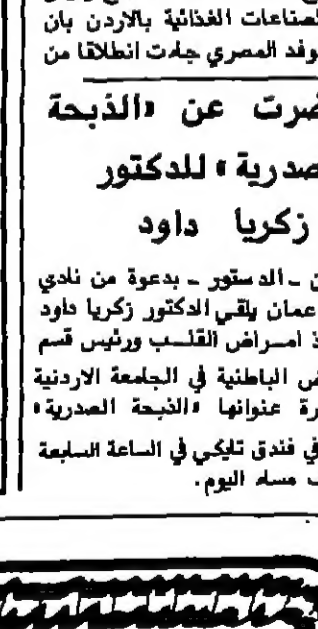 صناعات الغذائية بالاردن بان
وفد المصري جاءت انطلاقا من
ضرت عن «الذبحة
صدرية» للدكتور
زكريا داود
ن - الدستور - بدعوة من نادي
عمان يلقي الدكتور زكريا داود
ذ امراض القلب ورئيس قسم
ض الباطنية في الجامعة الاردنية
رة عنوانها «الذبحة الصدرية»
في فندق تايكي في الساعة السابعة
ف مساء اليوم.